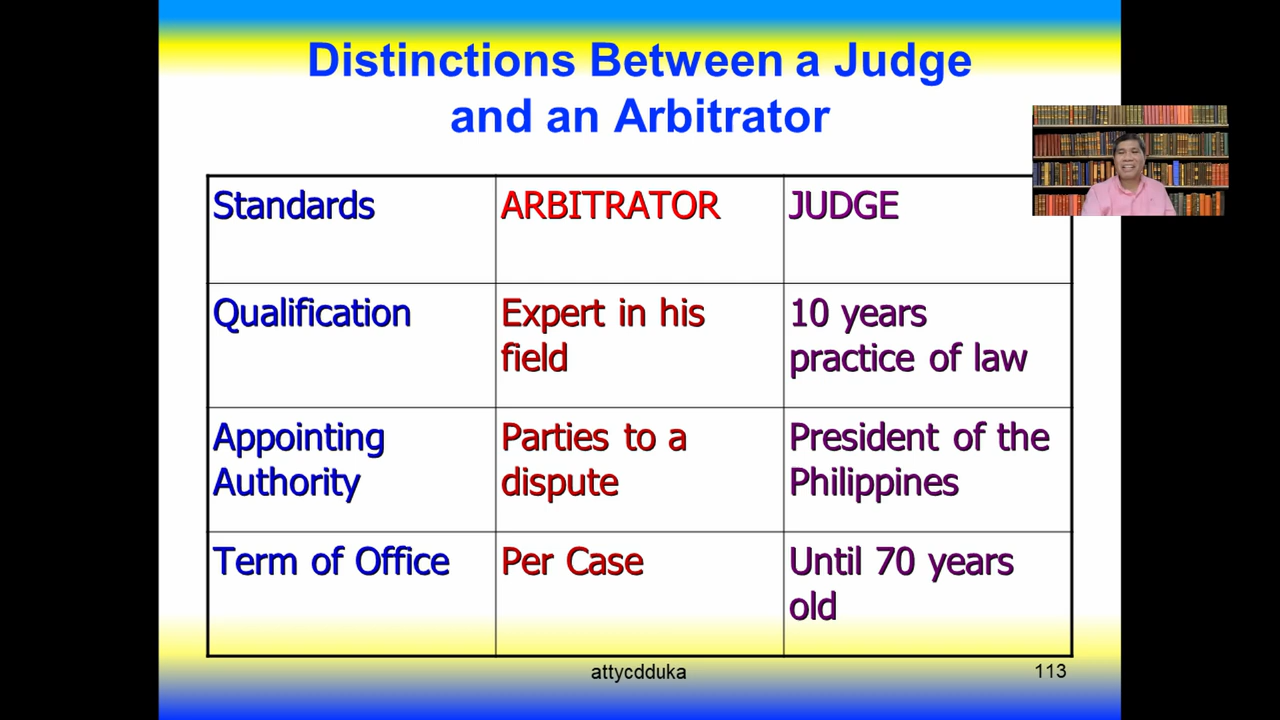 Distinctions Between a Judge
and an Arbitrator
Standards
ARBITRATOR
JUDGE
Qualification
Expert in his
field
10 years
practice of law
Appointing
Authority
Parties to a
dispute
President of the
Philippines
Term of Office
Per Case
Until 70 years
old
attycdduka
113